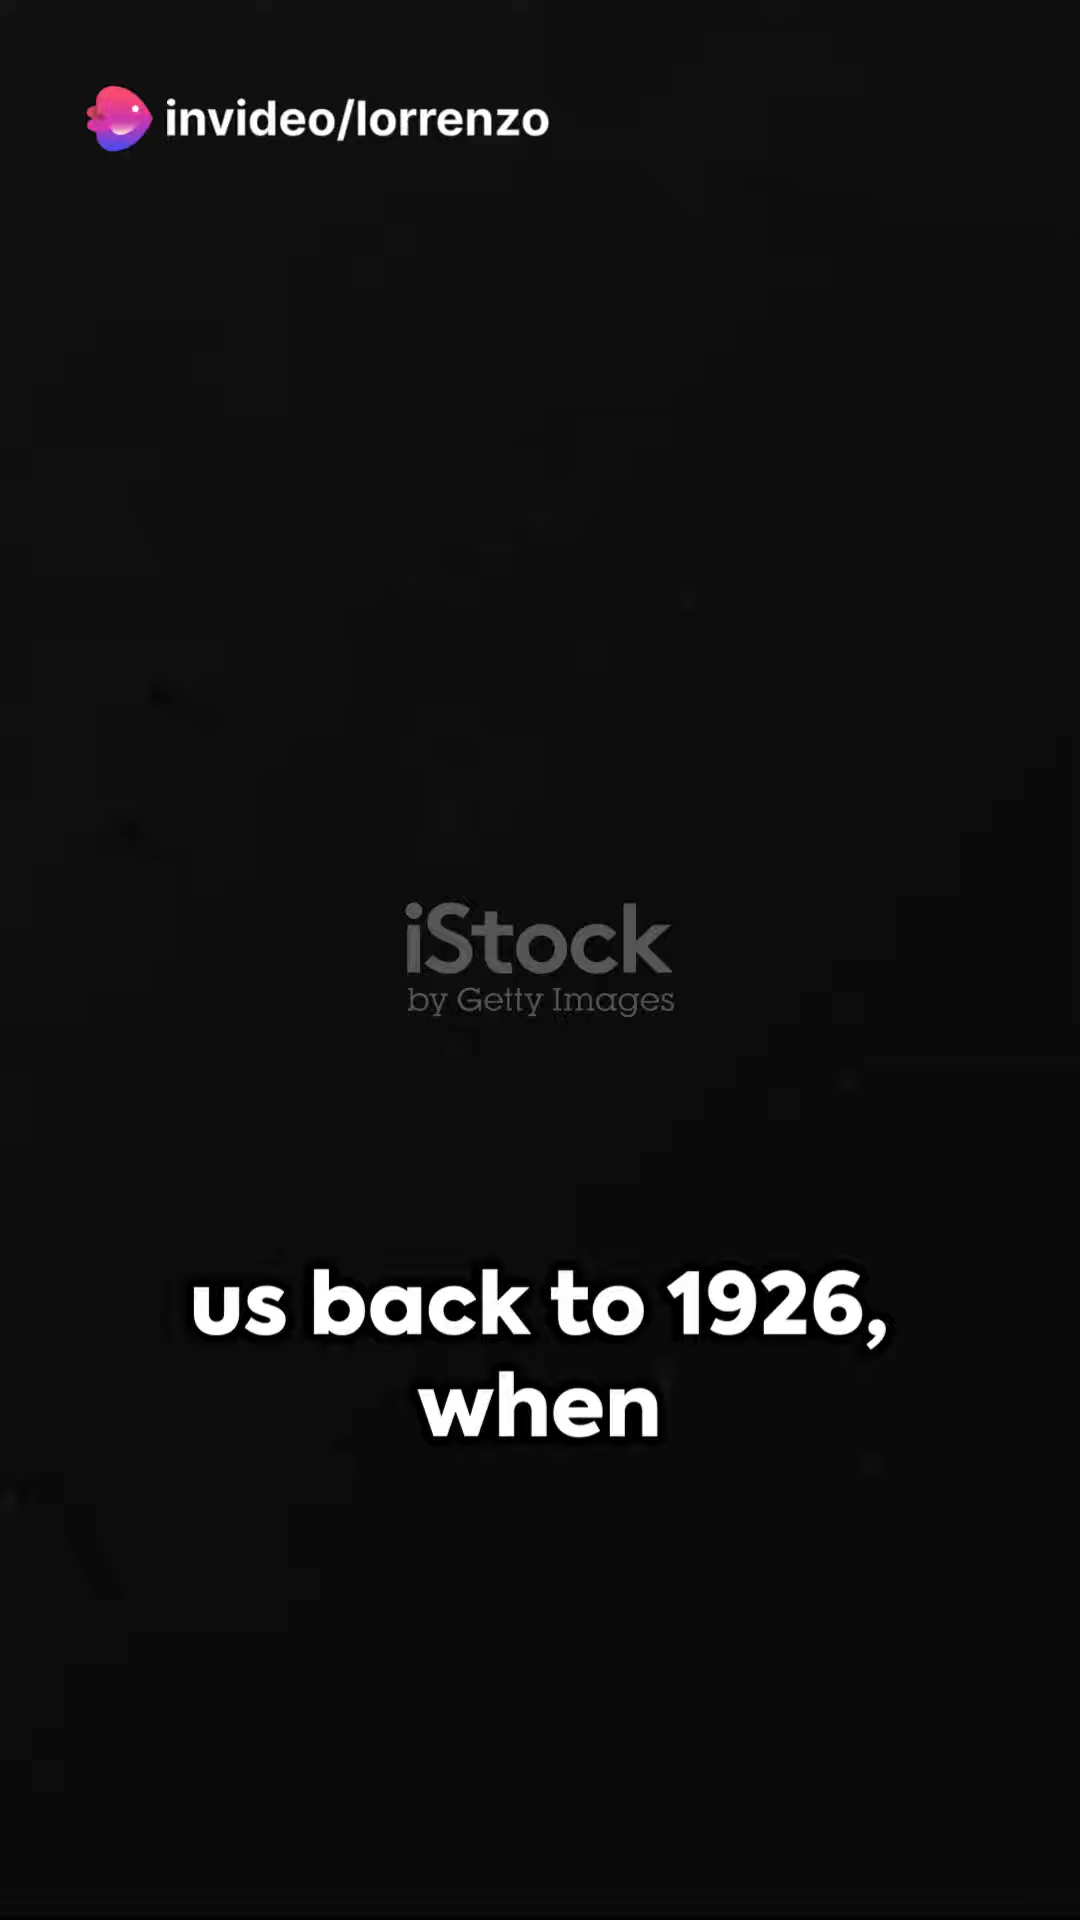 invideo/lorrenzo
iStock
by Getty Images
us back to 1926,
when